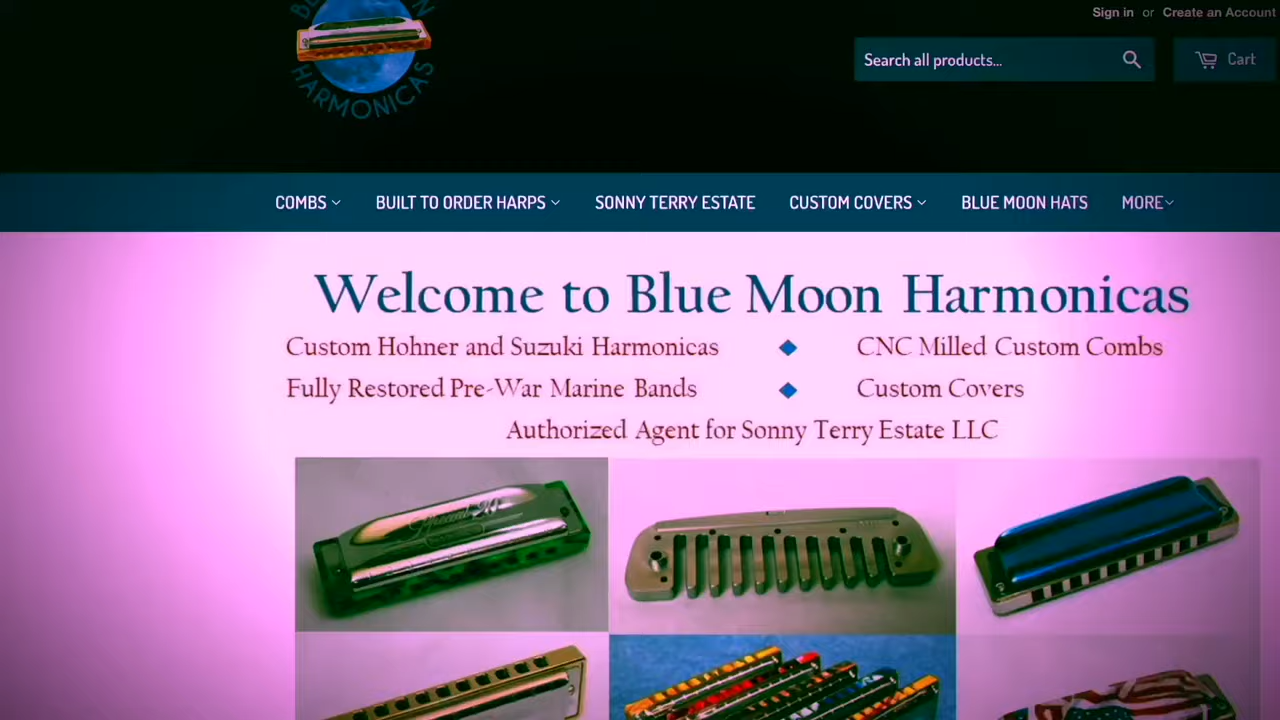 Sign in or Create an Account
HARMONICAS
Search all products...
Cart
COMBS
BUILT TO ORDER HARPS
SONNY TERRY ESTATE
CUSTOM COVERS
BLUE MOON HATS
MORE
Welcome to Blue Moon Harmonicas
Custom Hohner and Suzuki Harmonicas
CNC Milled Custom Combs
Fully Restored Pre-War Marine Bands
Custom Covers
Authorized Agent for Sonny Terry Estate LLC
Special 20